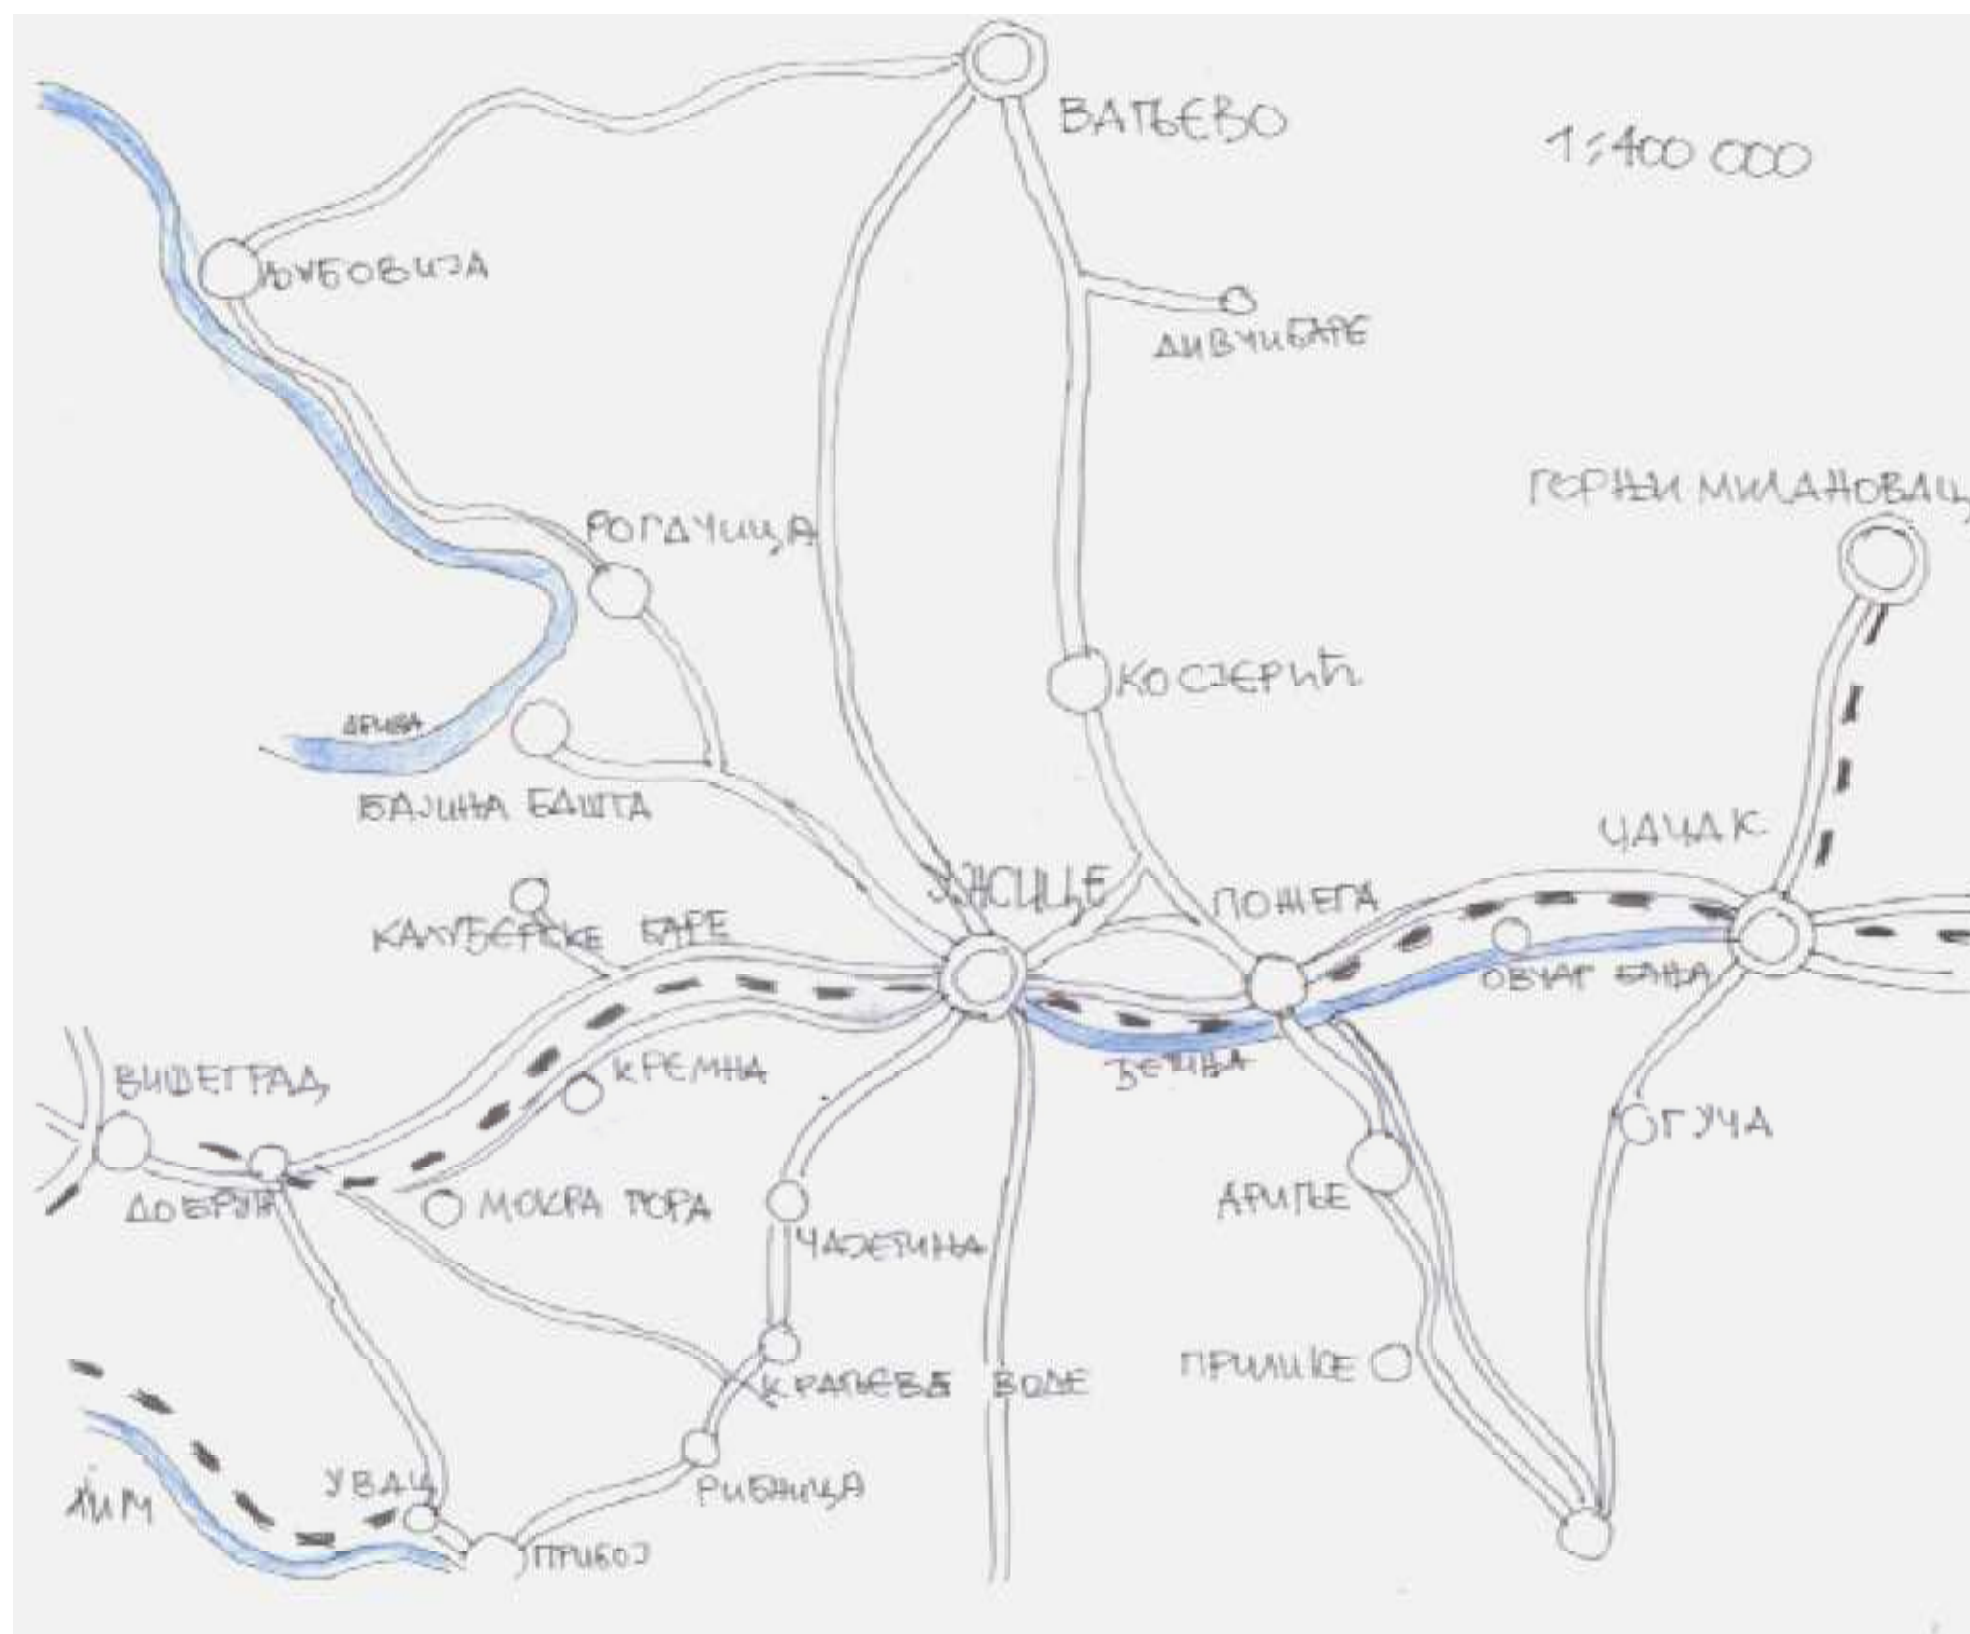 ВАЉЕВО
1:400 000
ЉУБОВИЈА
ДИВЧИБАРЕ
ГОРЊИ МИЛАНОВАЦ
РОГАЧИЦА
КОСЈЕРИЋ
ДРИНА
БАЈИНА БАШТА
ЧАЧАК
УЖИЦЕ
ПОЖЕГА
КАЛУЂЕРСКЕ БАРЕ
ОВЧАР БАЊА
ВИШЕГРАД
КРЕМНА
ЂЕТИЊА
ГУЧА
ДОБРУН
МОКРА ГОРА
АРИЉЕ
ЧАЈЕТИНА
ПРИЛИКЕ
КРАЉЕВЕ ВОДЕ
УВАЦ
РИБНИЦА
ЛИМ
ПРИБОЈ